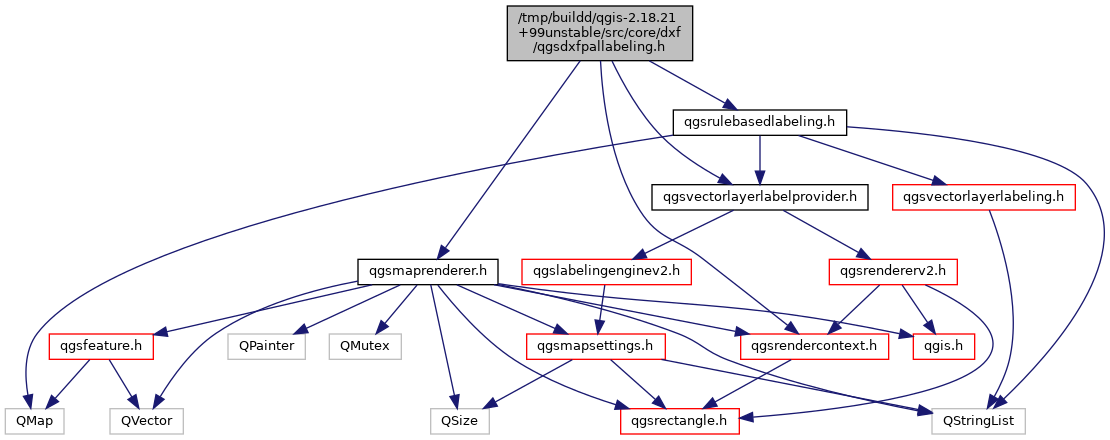 /tmp/buildd/qgis-2.18.21
+99unstable/src/core/dxf
/qgsdxfpallabeling.h
qgsrulebasedlabeling.h
qgsvectorlayerlabelprovider.h
qgsvectorlayerlabeling.h
qgsmaprenderer.h
qgslabelingenginev2.h
qgsrendererv2.h
qgsfeature.h
QPainter
QMutex
qgsmapsettings.h
qgsrendercontext.h
qgis.h
QMap
QVector
QSize
qgsrectangle.h
QStringList